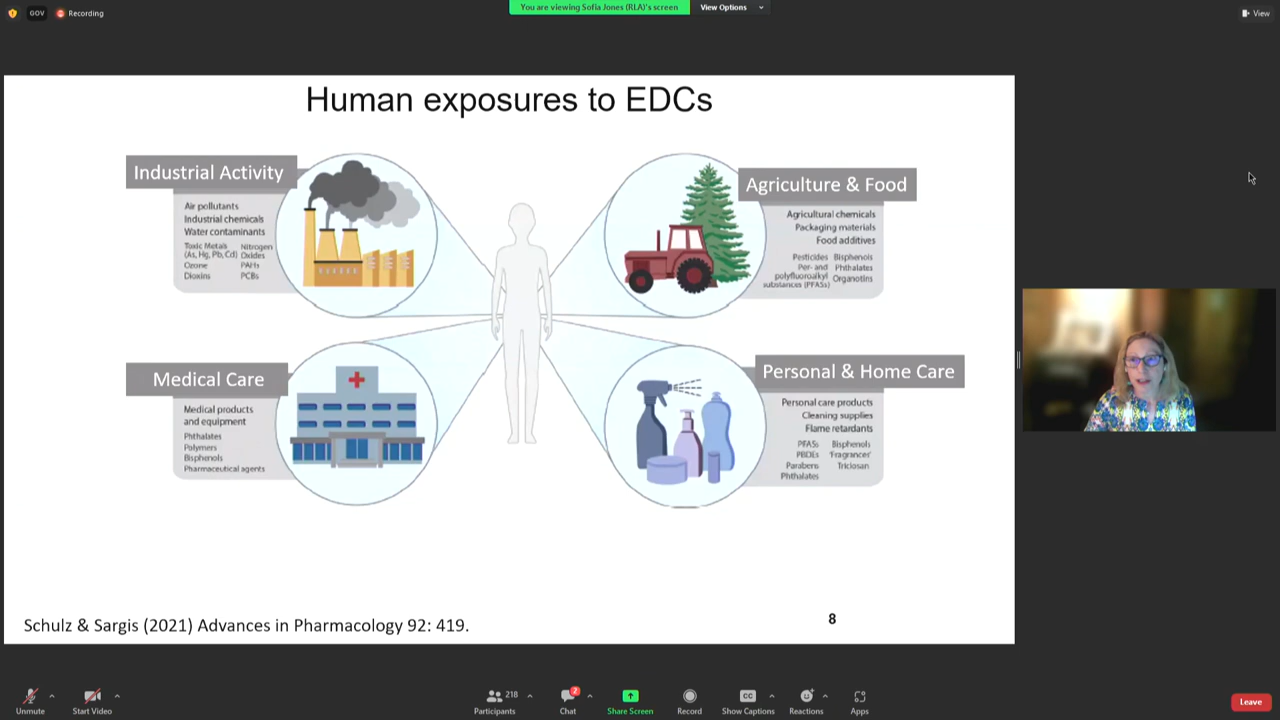 GOV
Recording
You are viewing Sofia Jones (RLA)'s screen
View Options
View
Human exposures to EDCs
Industrial Activity
Air pollutants
Industrial chemicals
Water contaminants
Toxic Metals
(As, Hg, Pb, Cd)
Ozone
Dioxins
Nitrogen
Oxides
PAHs
PCBs
Agriculture & Food
Agricultural chemicals
Packaging materials
Food additives
Pesticides
Per- and
polyfluoroalkyl
substances (PFASs)
Bisphenols
Phthalates
Organotins
Medical Care
Medical products
and equipment
Phthalates
Polymers
Bisphenols
Pharmaceutical agents
Personal & Home Care
Personal care products
Cleaning supplies
Flame retardants
PFASs
PBDEs
Parabens
Phthalates
Bisphenols
'Fragrances'
Triclosan
Schulz & Sargis (2021) Advances in Pharmacology 92: 419.
8
Unmute
Start Video
218
Participants
2
Chat
Share Screen
Record
CC
Show Captions
Reactions
Apps
Leave